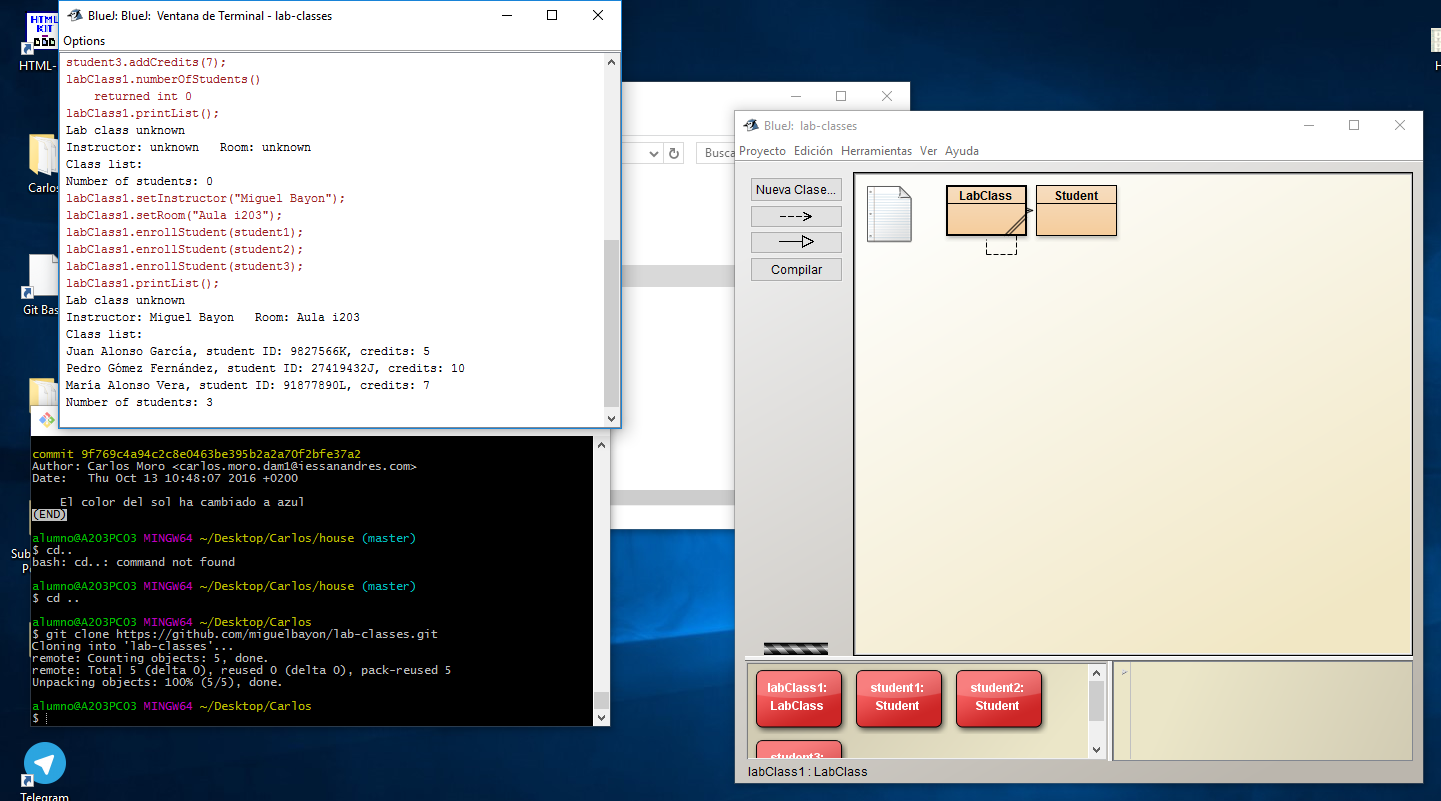 HTML
KIT
HTML-
Carlos
Git Bas
Sub
P
Telegram
H
BlueJ: BlueJ:  Ventana de Terminal - lab-classes
Options
student3.addCredits(7);
labClass1.numberOfStudents()
    returned int 0
labClass1.printList();
Lab class unknown
Instructor: unknown   Room: unknown
Class list:
Number of students: 0
labClass1.setInstructor("Miguel Bayon");
labClass1.setRoom("Aula i203");
labClass1.enrollStudent(student1);
labClass1.enrollStudent(student2);
labClass1.enrollStudent(student3);
labClass1.printList();
Lab class unknown
Instructor: Miguel Bayon   Room: Aula i203
Class list:
Juan Alonso García, student ID: 9827566K, credits: 5
Pedro Gómez Fernández, student ID: 27419432J, credits: 10
María Alonso Vera, student ID: 91877890L, credits: 7
Number of students: 3
commit 9f769c4a94c2c8e0463be395b2a2a70f2bfe37a2
Author: Carlos Moro <carlos.moro.dam1@iessanandres.com>
Date:   Thu Oct 13 10:48:07 2016 +0200
    El color del sol ha cambiado a azul
(END)
alumno@A203PC03 MINGW64 ~/Desktop/Carlos/house (master)
$ cd..
bash: cd..: command not found
alumno@A203PC03 MINGW64 ~/Desktop/Carlos/house (master)
$ cd ..
alumno@A203PC03 MINGW64 ~/Desktop/Carlos
$ git clone https://github.com/miguelbayon/lab-classes.git
Cloning into 'lab-classes'...
remote: Counting objects: 5, done.
remote: Total 5 (delta 0), reused 0 (delta 0), pack-reused 5
Unpacking objects: 100% (5/5), done.
alumno@A203PC03 MINGW64 ~/Desktop/Carlos
$
Busca
BlueJ:  lab-classes
Proyecto Edición Herramientas Ver Ayuda
Nueva Clase...
Compilar
LabClass
Student
labClass1:
LabClass
student1:
Student
student2:
Student
student3:
labClass1 : LabClass